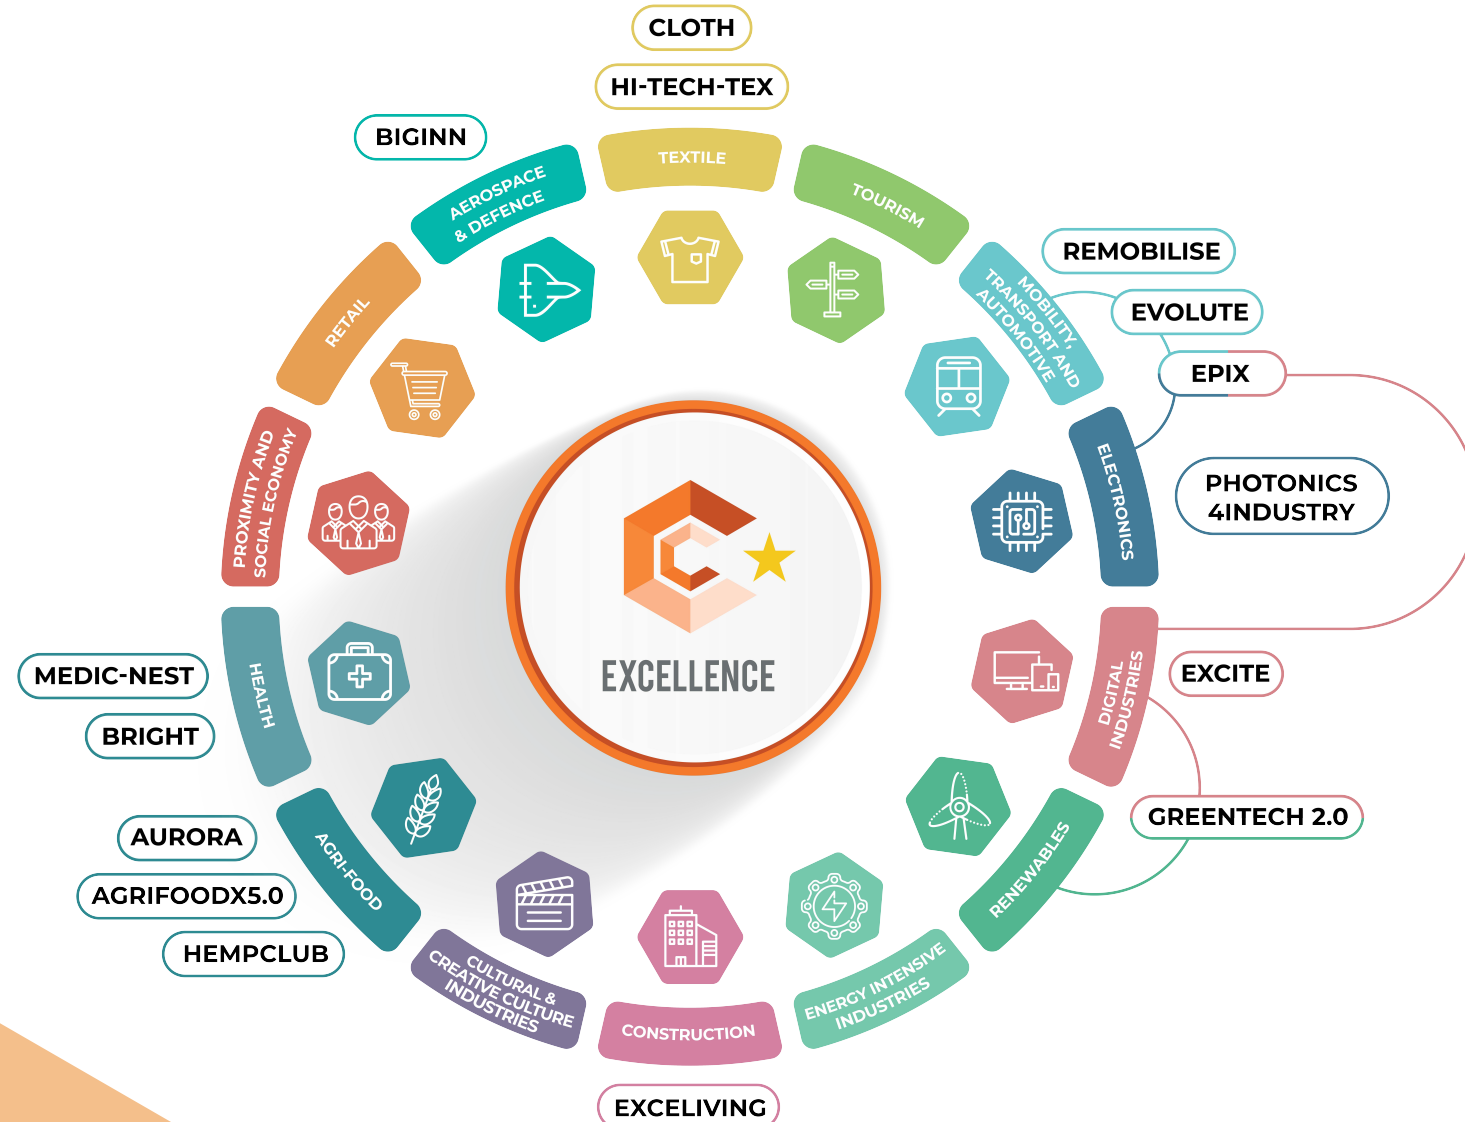 CLOTH
HI-TECH-TEX
BIGINN
TEXTILE
AEROSPACE
& DEFENCE
TOURISM
REMOBILISE
MOBILITY,
TRANSPORT AND
AUTOMOTIVE
EVOLUTE
EPIX
RETAIL
PROXIMITY AND
SOCIAL ECONOMY
ELECTRONICS
PHOTONICS
4INDUSTRY
EXCELLENCE
MEDIC-NEST
HEALTH
BRIGHT
DIGITAL
INDUSTRIES
EXCITE
GREENTECH 2.0
AURORA
AGRIFOODX5.0
HEMPCLUB
AGRI-FOOD
RENEWABLES
CULTURAL &
CREATIVE CULTURE
INDUSTRIES
CONSTRUCTION
ENERGY INTENSIVE
INDUSTRIES
EXCELIVING